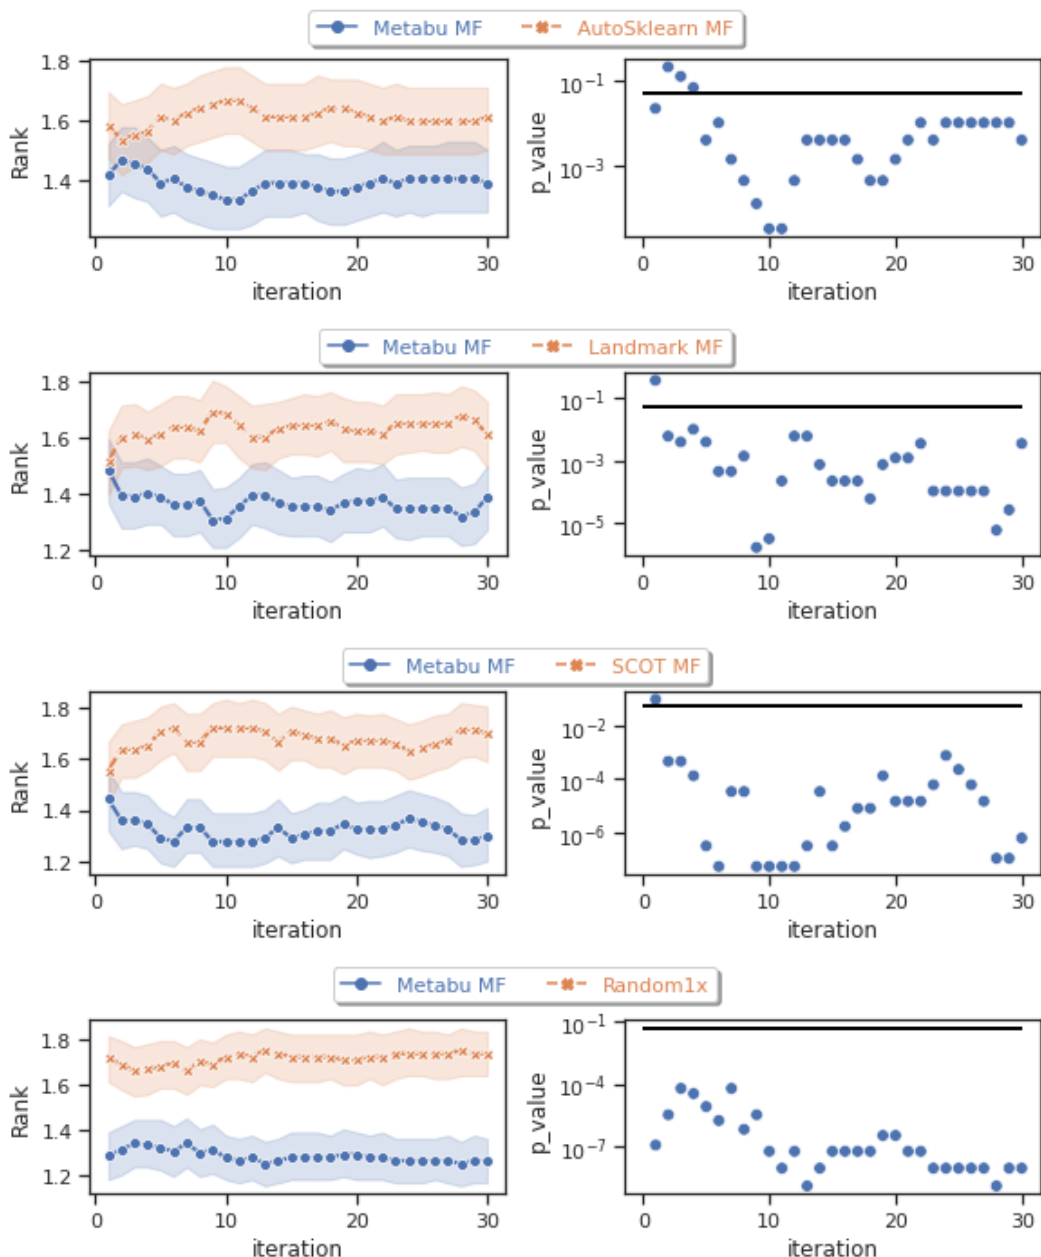 Metabu MF AutoSklearn MF
1.8
1.6
1.4
Rank
0 10 20 30
iteration
10−1
10−3
p_value
0 10 20 30
iteration
Metabu MF Landmark MF
1.8
1.6
1.4
1.2
Rank
0 10 20 30
iteration
10−1
10−3
10−5
p_value
0 10 20 30
iteration
Metabu MF SCOT MF
1.8
1.6
1.4
1.2
Rank
0 10 20 30
iteration
10−2
10−4
10−6
p_value
0 10 20 30
iteration
Metabu MF Random1x
1.8
1.6
1.4
1.2
Rank
0 10 20 30
iteration
10−1
10−4
10−7
p_value
0 10 20 30
iteration